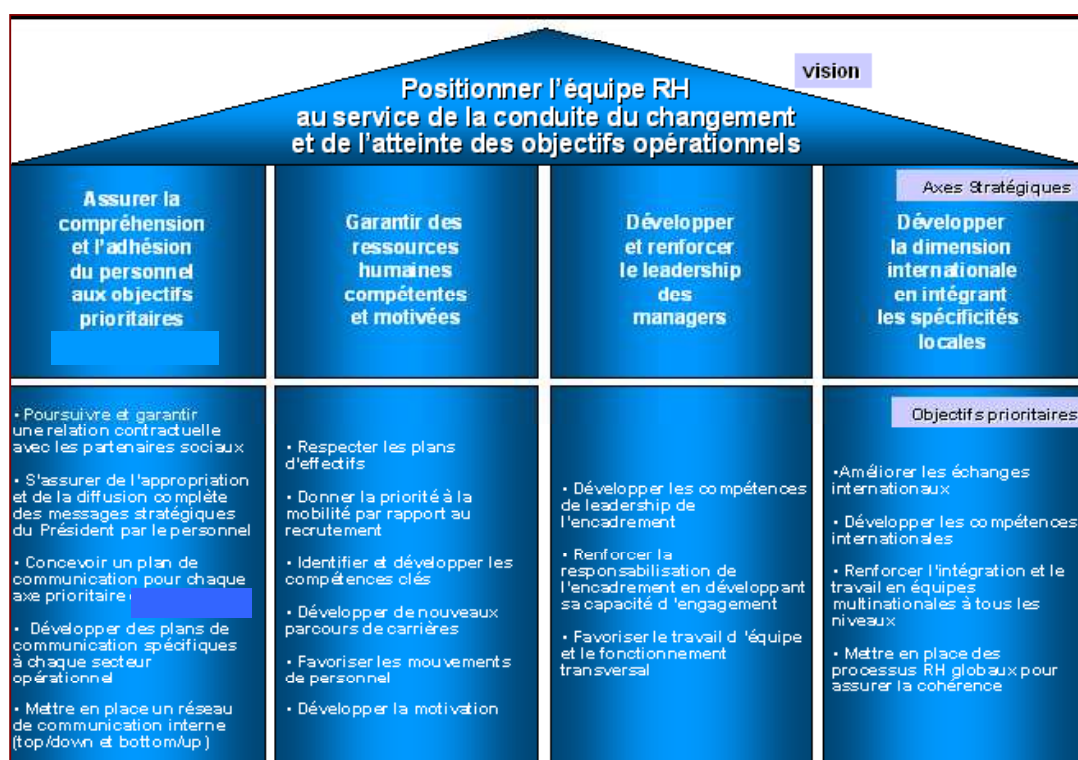 vision
Positionner l'équipe RH
au service de la conduite du changement
et de l'atteinte des objectifs opérationnels
Axes Stratégiques
Assurer la
compréhension
et l'adhésion
du personnel
aux objectifs
prioritaires
Garantir des
ressources
humaines
compétentes
et motivées
Développer
et renforcer
le leadership
des
managers
Développer
la dimension
internationale
en intégrant
les spécificités
locales
Objectifs prioritaires
• Poursuivre et garantir
une relation contractuelle
avec les partenaires sociaux
• S'assurer de l'appropriation
et de la diffusion complète
des messages stratégiques
du Président par le personnel
• Concevoir un plan de
communication pour chaque
axe prioritaire
• Développer des plans de
communication spécifiques
à chaque secteur
opérationnel
• Mettre en place un réseau
de communication interne
(top/down et bottom/up )
• Respecter les plans
d'effectifs
• Donner la priorité à la
mobilité par rapport au
recrutement
• Identifier et développer les
compétences clés
• Développer de nouveaux
parcours de carrières
• Favoriser les mouvements
de personnel
• Développer la motivation
• Développer les compétences
de leadership de
l'encadrement
• Renforcer la
responsabilisation de
l'encadrement en développant
sa capacité d 'engagement
• Favoriser le travail d 'équipe
et le fonctionnement
transversal
•Améliorer les échanges
internationaux
• Développer les compétences
internationales
• Renforcer l'intégration et le
travail en équipes
multinationales à tous les
niveaux
• Mettre en place des
processus RH globaux pour
assurer la cohérence